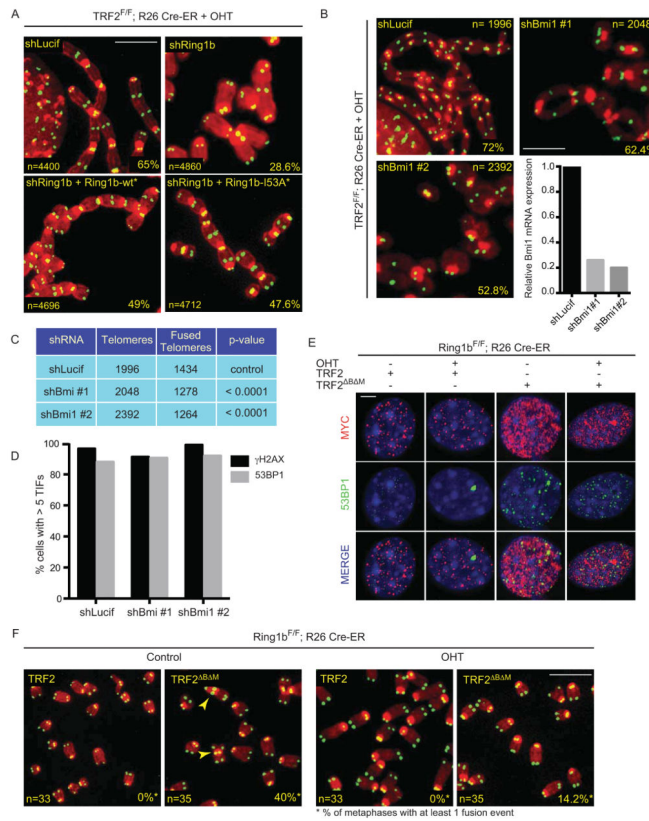 A
TRF2F/F; R26 Cre-ER + OHT
shLucif
n=4400
65%
shRing1b
n=4860
28.6%
shRing1b + Ring1b-wt*
n=4696
49%
shRing1b + Ring1b-I53A*
n=4712
47.6%
B
TRF2F/F; R26 Cre-ER + OHT
shLucif
n= 1996
72%
shBmi1 #1
n= 2048
62.4%
shBmi1 #2
n= 2392
52.8%
Relative Bmi1 mRNA expression
1.0
0.8
0.6
0.4
0.2
0.0
shLucif
shBmi1#1
shBmi1#2
C
shRNA Telomeres Fused Telomeres p-value
shLucif 1996 1434 control
shBmi #1 2048 1278 < 0.0001
shBmi1 #2 2392 1264 < 0.0001
D
% cells with > 5 TIFs
100
80
60
40
20
0
γH2AX
53BP1
shLucif shBmi #1 shBmi1 #2
E
Ring1bF/F; R26 Cre-ER
OHT - + - +
TRF2 + + - -
TRF2ΔBΔM - - + +
MYC
53BP1
MERGE
F
Ring1bF/F; R26 Cre-ER
Control
OHT
TRF2
n=33
0%*
TRF2ΔBΔM
n=35
40%*
TRF2
n=33
0%*
TRF2ΔBΔM
n=35
14.2%*
* % of metaphases with at least 1 fusion event